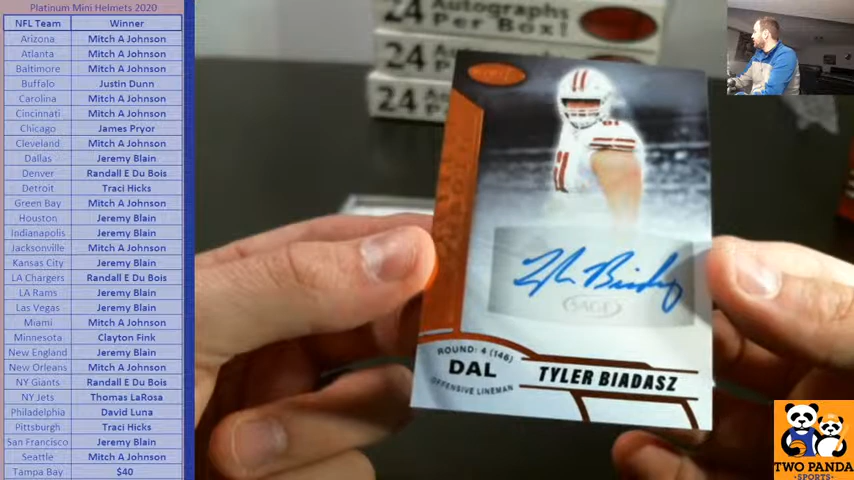 Platinum Mini Helmets 2020
NFL Team Winner
Arizona Mitch A Johnson
Atlanta Mitch A Johnson
Baltimore Mitch A Johnson
Buffalo Justin Dunn
Carolina Mitch A Johnson
Cincinnati Mitch A Johnson
Chicago James Pryor
Cleveland Mitch A Johnson
Dallas Jeremy Blain
Denver Randall E Du Bois
Detroit Traci Hicks
Green Bay Mitch A Johnson
Houston Jeremy Blain
Indianapolis Jeremy Blain
Jacksonville Mitch A Johnson
Kansas City Jeremy Blain
LA Chargers Randall E Du Bois
LA Rams Jeremy Blain
Las Vegas Jeremy Blain
Miami Mitch A Johnson
Minnesota Clayton Fink
New England Jeremy Blain
New Orleans Mitch A Johnson
NY Giants Randall E Du Bois
NY Jets Thomas LaRosa
Philadelphia David Luna
Pittsburgh Traci Hicks
San Francisco Jeremy Blain
Seattle Mitch A Johnson
Tampa Bay $40
24 Autographs
Per Box!
24
24
SAGE
ROUND: 4 (146)
DAL
OFFENSIVE LINEMAN
TYLER BIADASZ
TWO PANDA
SPORTS